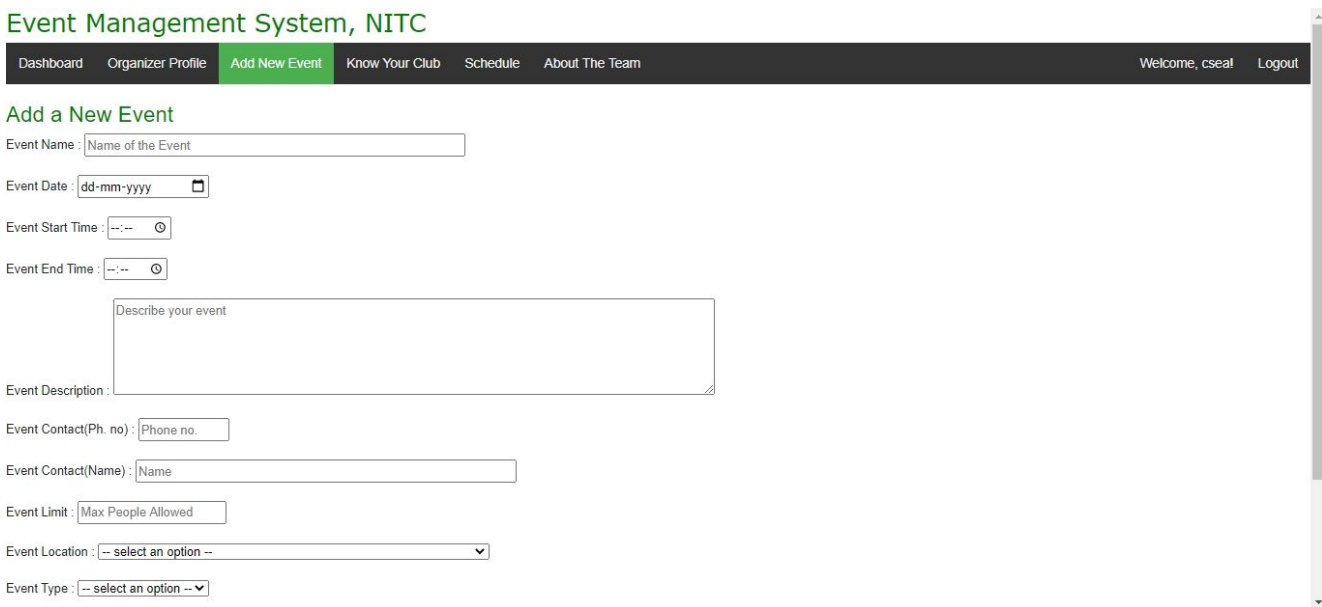 Event Management System, NITC
Dashboard Organizer Profile Add New Event Know Your Club Schedule About The Team Welcome, csea! Logout
Add a New Event
Event Name : Name of the Event
Event Date : dd-mm-yyyy
Event Start Time : --:--
Event End Time : --:--
Describe your event
Event Description :
Event Contact(Ph. no) : Phone no.
Event Contact(Name) : Name
Event Limit : Max People Allowed
Event Location : -- select an option --
Event Type : -- select an option --